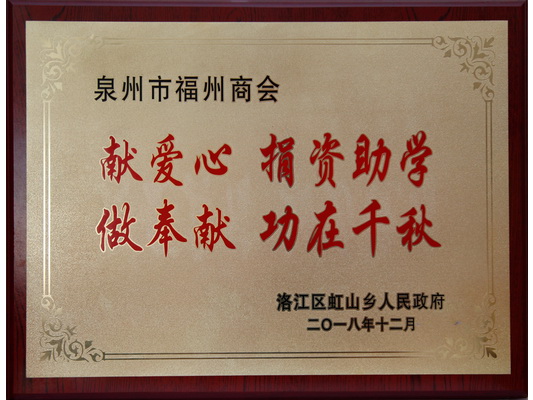 泉州市福州商会
献爱心 捐资助学
做奉献 功在千秋
洛江区虹山乡人民政府
二〇一八年十二月